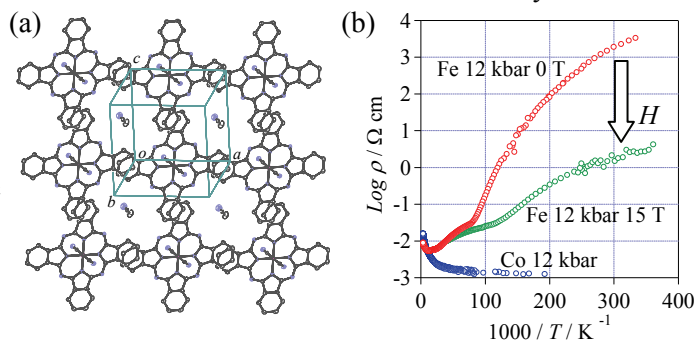 (a)
c
o
a
b
(b)
4
3
2
1
0
-1
-2
-3
Log ρ / Ω cm
Fe 12 kbar 0 T
H
Fe 12 kbar 15 T
Co 12 kbar
0 100 200 300 400
1000 / T / K⁻¹